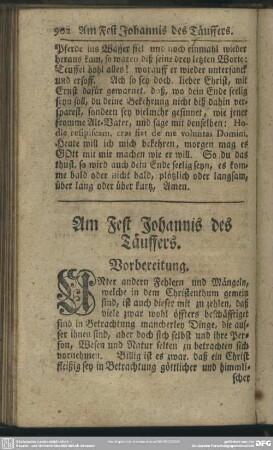 902 Am Fest Johannis des Täuffers.
Pferde ins Wasser fiel und noch einmahl wieder
heraus kam, so waren diß seine drey letzten Worte:
Teuffel hohl alles! worauff er wieder untersanck
und ersoff. Ach so sey doch, lieber Christ, mit
Ernst dafür gewarnet, daß, wo dein Ende seelig
seyn soll, du deine Bekehrung nicht biß dahin ver-
sparest, sondern sey vielmehr gesinnet, wie jener
fromme Alt-Vater, und sage mit demselben: Ho-
die resipiscam, cras fiat de me voluntas Domini,
Heute will ich mich bekehren, morgen mag es
GOtt mit mir machen wie er will. So du das
thust, so wird auch dein Ende seelig seyn, es kom-
me bald oder nicht bald, plötzlich oder langsam,
über lang oder über kurtz, Amen.
Am Fest Johannis des
Täuffers.
Vorbereitung.
UNter andern Fehlern und Mängeln,
welche in dem Christenthum gemein
sind, ist auch dieser mit zu zehlen, daß
viele zwar wohl öffters beschäfftiget
sind in Betrachtung mancherley Dinge, die aus-
ser ihnen sind, aber doch sich selbst und ihre Per-
son, Wesen und Natur selten zu betrachten sich
vornehmen. Billig ist es zwar, daß ein Christ
fleißig sey in Betrachtung göttlicher und himmli-
scher